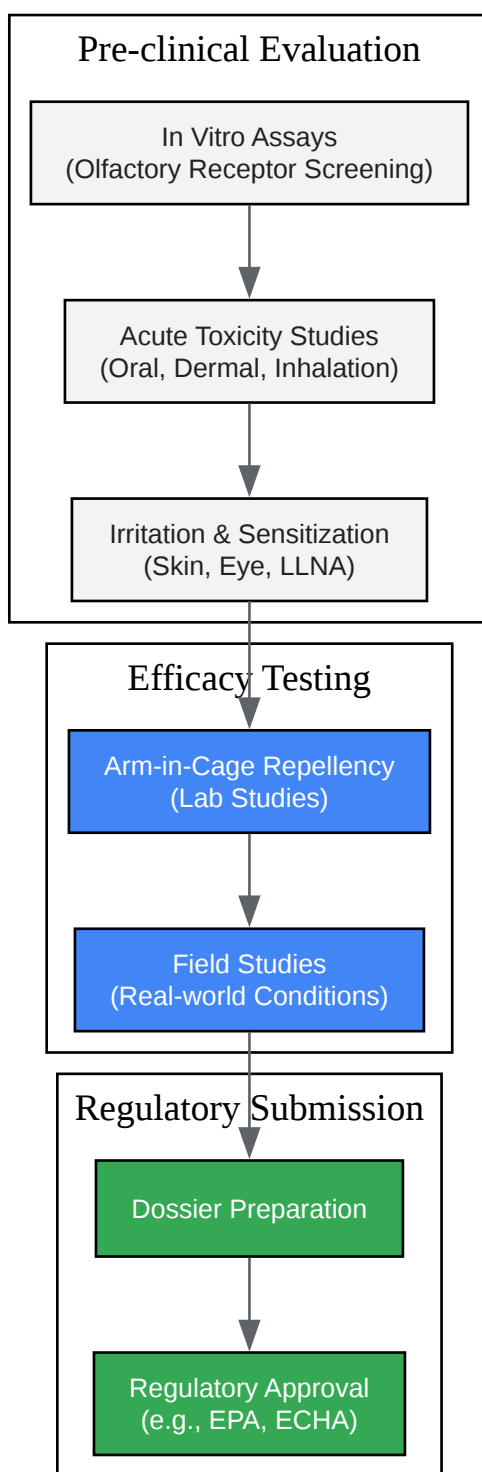 Pre-clinical Evaluation
In Vitro Assays
(Olfactory Receptor Screening)
Acute Toxicity Studies
(Oral, Dermal, Inhalation)
Irritation & Sensitization
(Skin, Eye, LLNA)
Efficacy Testing
Arm-in-Cage Repellency
(Lab Studies)
Field Studies
(Real-world Conditions)
Regulatory Submission
Dossier Preparation
Regulatory Approval
(e.g., EPA, ECHA)